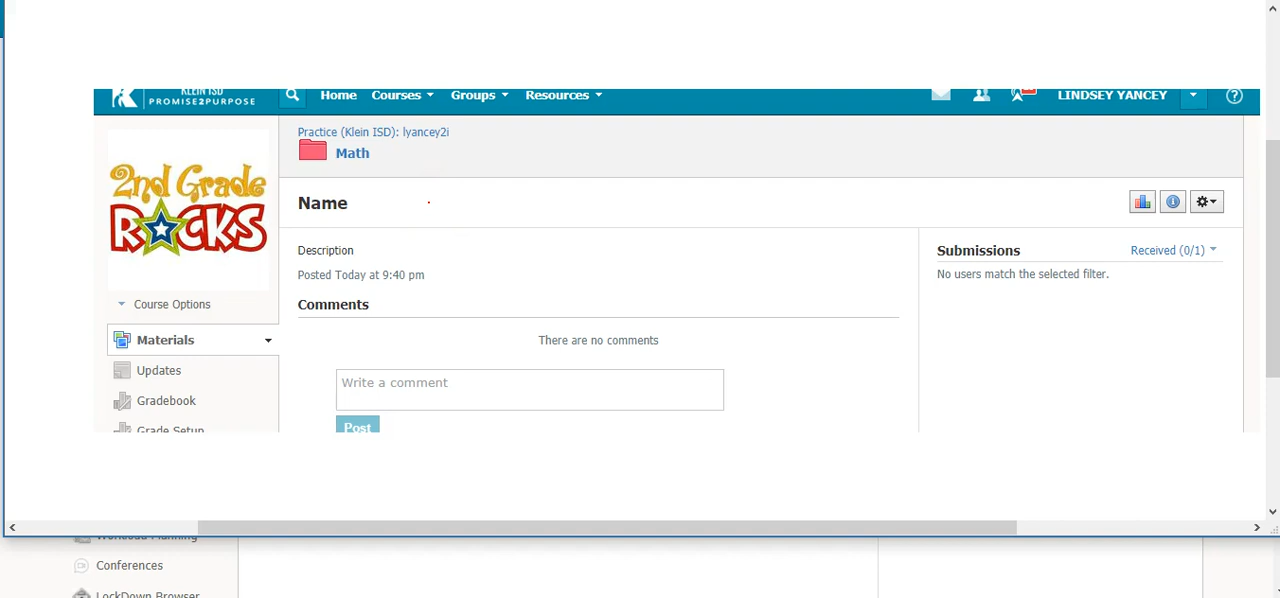 KLEIN ISD
PROMISE2PURPOSE
Home Courses Groups Resources
LINDSEY YANCEY
Practice (Klein ISD): lyancey2i
Math
2nd Grade
ROCKS
Name
Description
Submissions Received (0/1)
Posted Today at 9:40 pm
No users match the selected filter.
Course Options
Comments
Materials
There are no comments
Updates
Write a comment
Gradebook
Post
Grade Setup
Workload Planning
Conferences
LockDown Browser